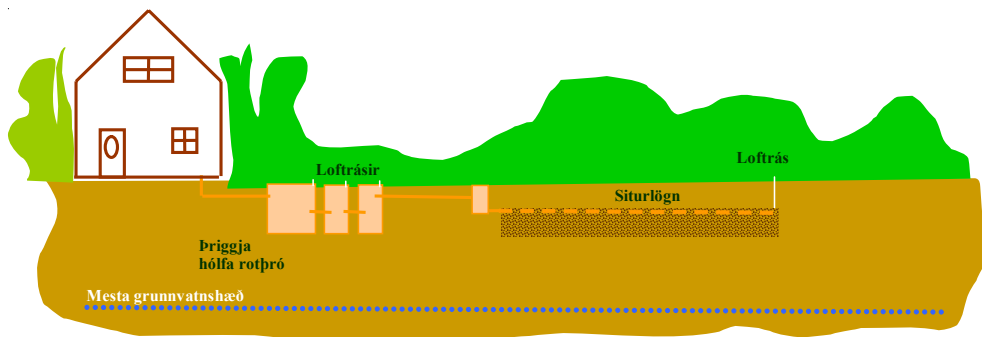 Loftrásir
Loftrás
Siturlögn
Þriggja
hólfa rotþró
Mesta grunnvatnshæð